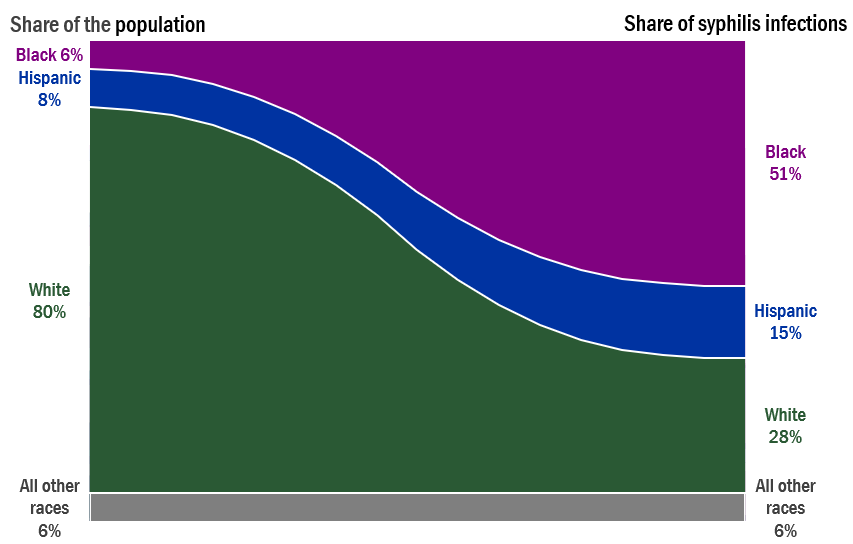 Share of the population
Share of syphilis infections
Black 6%
Hispanic
8%
White
80%
All other
races
6%
Black
51%
Hispanic
15%
White
28%
All other
races
6%